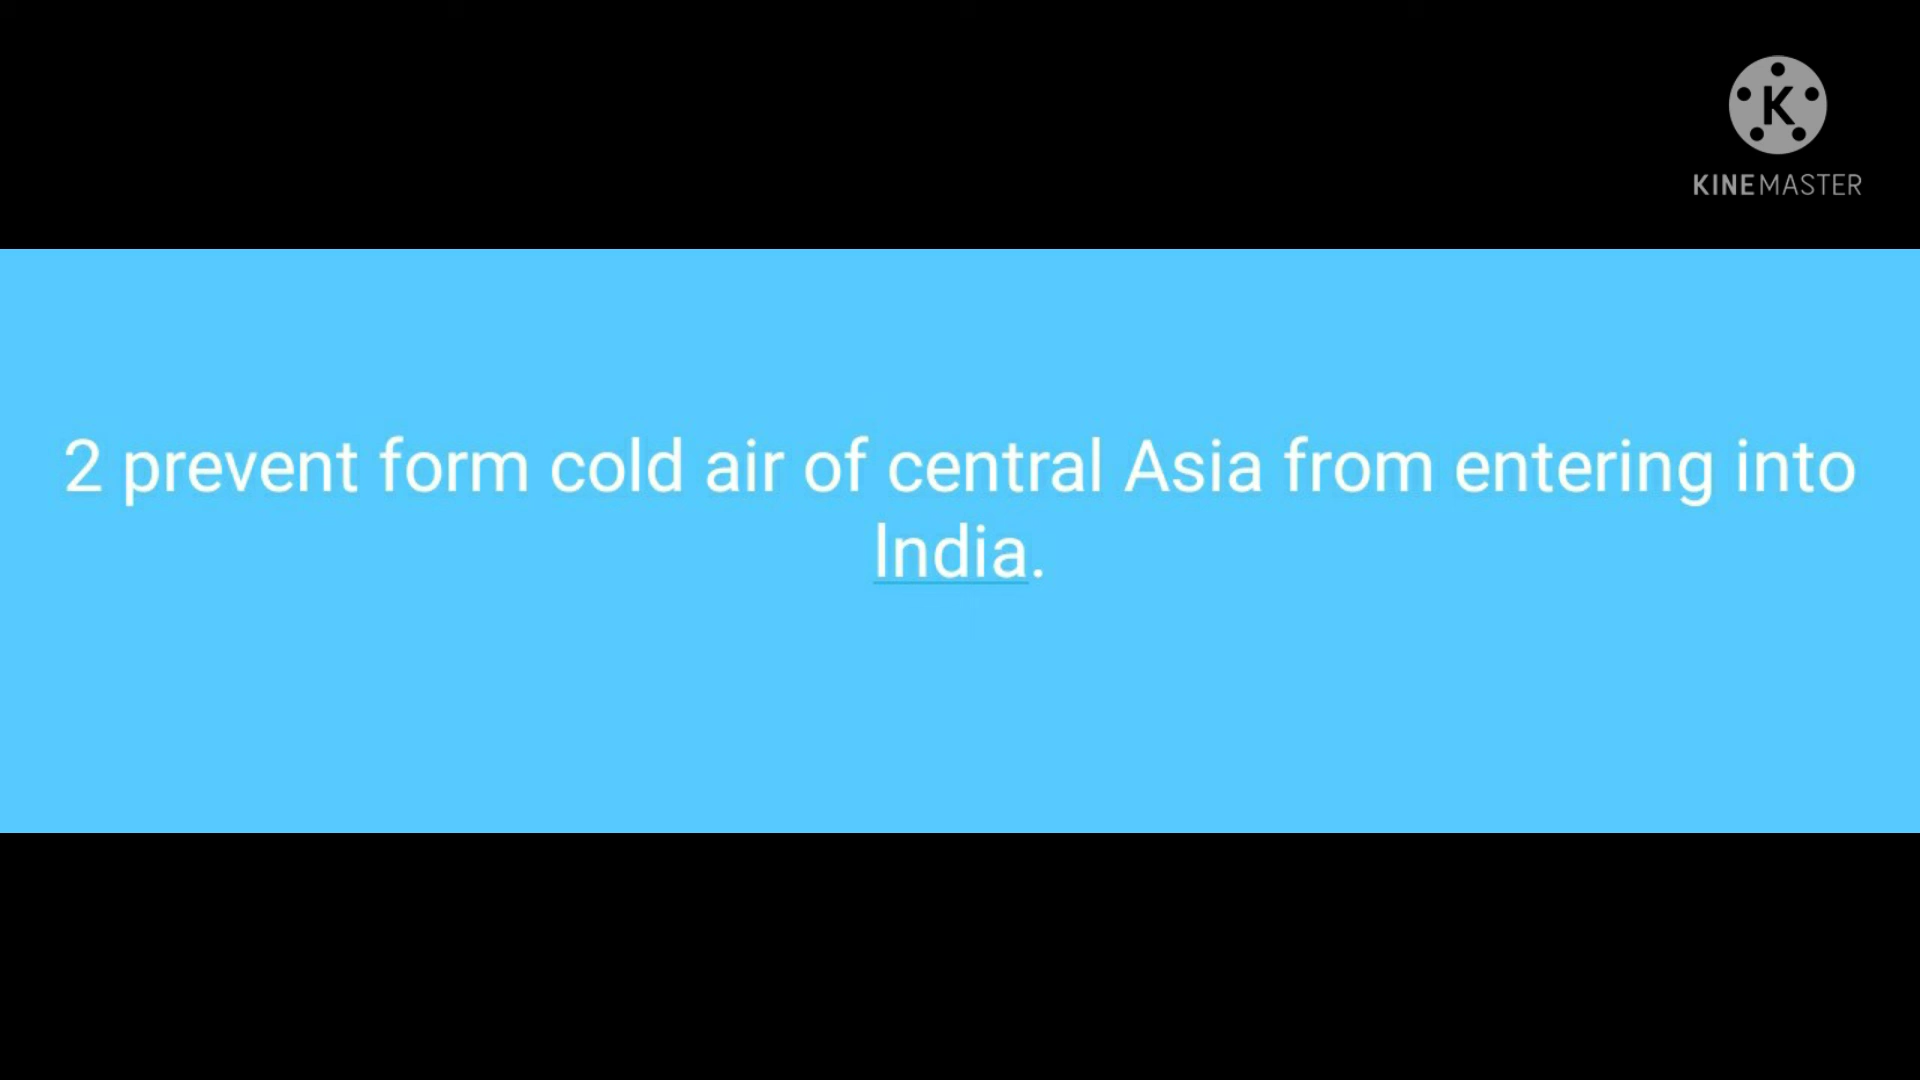 K
KINEMASTER
2 prevent form cold air of central Asia from entering into
India.